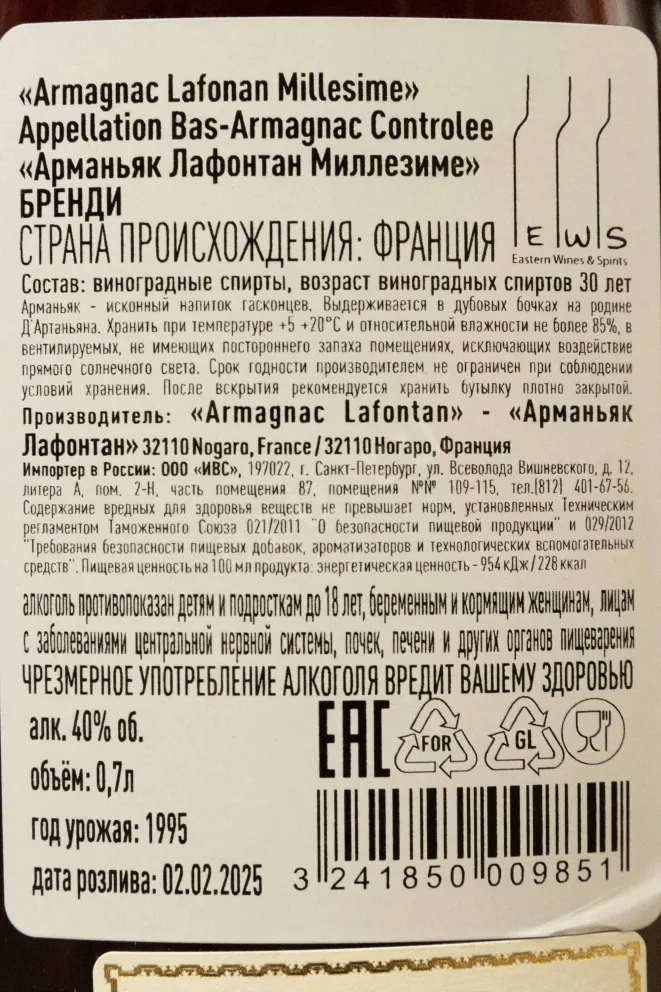 «Armagnac Lafonan Millesime»
Appellation Bas-Armagnac Controlee
«Арманьяк Лафонтан Миллезиме»
БРЕНДИ
СТРАНА ПРОИСХОЖДЕНИЯ: ФРАНЦИЯ
E W S
Eastern Wines & Spirits
Состав: виноградные спирты, возраст виноградных спиртов 30 лет
Арманьяк - исконный напиток гасконцев. Выдерживается в дубовых бочках на родине
Д'Артаньяна. Хранить при температуре +5 +20°С и относительной влажности не более 85%, в
вентилируемых, не имеющих постороннего запаха помещениях, исключающих воздействие
прямого солнечного света. Срок годности производителем не ограничен при соблюдении
условий хранения. После вскрытия рекомендуется хранить бутылку плотно закрытой.
Производитель: «Armagnac Lafontan» - «Арманьяк
Лафонтан» 32110 Nogaro, France / 32110 Ногаро, Франция
Импортер в России: ООО «ИВС», 197022, г. Санкт-Петербург, ул. Всеволода Вишневского, д. 12,
литера А, пом. 2-Н, часть помещения 87, помещения №№ 109-115, тел.(812) 401-67-56.
Содержание вредных для здоровья веществ не превышает норм, установленных Техническим
регламентом Таможенного Союза 021/2011 "О безопасности пищевой продукции" и 029/2012
"Требования безопасности пищевых добавок, ароматизаторов и технологических вспомогательных
средств". Пищевая ценность на 100 мл продукта: энергетическая ценность - 954 кДж / 228 ккал
алкоголь противопоказан детям и подросткам до 18 лет, беременным и кормящим женщинам, лицам
с заболеваниями центральной нервной системы, почек, печени и других органов пищеварения
ЧРЕЗМЕРНОЕ УПОТРЕБЛЕНИЕ АЛКОГОЛЯ ВРЕДИТ ВАШЕМУ ЗДОРОВЬЮ
алк. 40% об.
объём: 0,7л
год урожая: 1995
дата розлива: 02.02.2025
EAC
FOR
GL
3 241850 009851